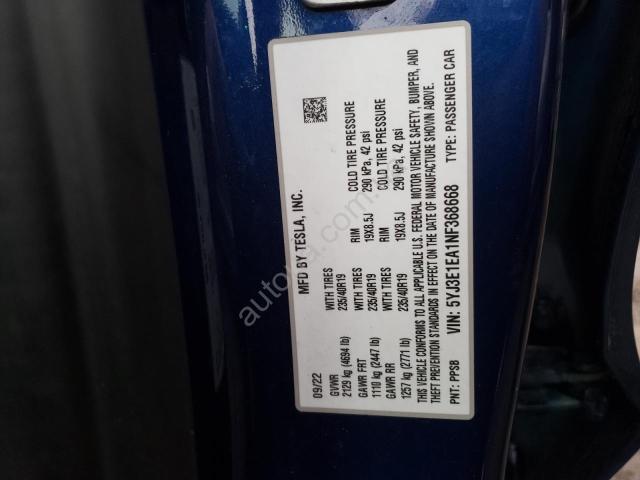 MFD BY TESLA, INC.
09/22
GVWR
2129 kg (4694 lb)
WITH TIRES
235/40R19
RIM
19X8.5J
COLD TIRE PRESSURE
290 kPa, 42 psi
GAWR FRT
1110 kg (2447 lb)
WITH TIRES
235/40R19
RIM
19X8.5J
COLD TIRE PRESSURE
290 kPa, 42 psi
GAWR RR
1257 kg (2771 lb)
WITH TIRES
235/40R19
RIM
19X8.5J
COLD TIRE PRESSURE
290 kPa, 42 psi
THIS VEHICLE CONFORMS TO ALL APPLICABLE U.S. FEDERAL MOTOR VEHICLE SAFETY, BUMPER, AND
THEFT PREVENTION STANDARDS IN EFFECT ON THE DATE OF MANUFACTURE SHOWN ABOVE.
PNT: PPSB VIN: 5YJ3E1EA1NF368668 TYPE: PASSENGER CAR